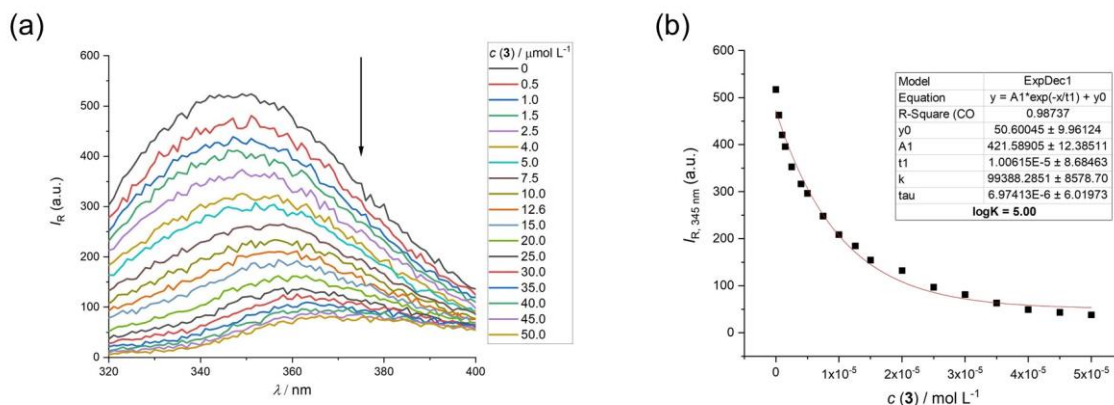 (a)
600
500
400
300
200
100
0
I_R (a.u.)
320
340
360
380
400
λ / nm
c (3) / μmol L⁻¹
0
0.5
1.0
1.5
2.5
4.0
5.0
7.5
10.0
12.6
15.0
20.0
25.0
30.0
35.0
40.0
45.0
50.0
(b)
600
500
400
300
200
100
0
I_R, 345 nm (a.u.)
Model ExpDec1
Equation y = A1*exp(-x/t1) + y0
R-Square (CO 0.98737
y0 50.60045 ± 9.96124
A1 421.58905 ± 12.38511
t1 1.00615E-5 ± 8.68463
k 99388.2851 ± 8578.70
tau 6.97413E-6 ± 6.01973
logK = 5.00
0
1x10⁻⁵
2x10⁻⁵
3x10⁻⁵
4x10⁻⁵
5x10⁻⁵
c (3) / mol L⁻¹